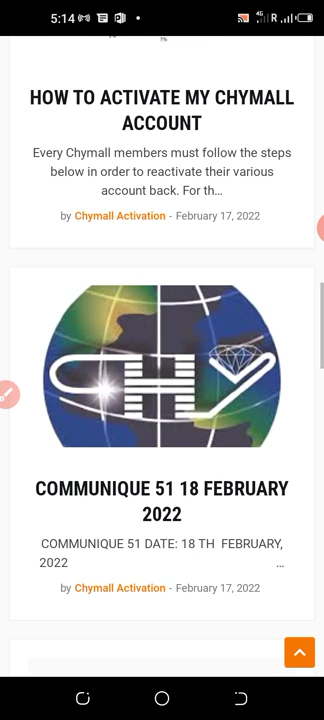 5:14
4G R
HOW TO ACTIVATE MY CHYMALL
ACCOUNT
Every Chymall members must follow the steps
below in order to reactivate their various
account back. For th...
by Chymall Activation - February 17, 2022
CHY
COMMUNIQUE 51 18 FEBRUARY
2022
COMMUNIQUE 51 DATE: 18 TH FEBRUARY,
2022 ...
by Chymall Activation - February 17, 2022